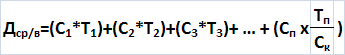 Дср/в=(С1*Т1)+(С2*Т2)+(С3*Т3)+ ... + (Сп х Тп/Ск )